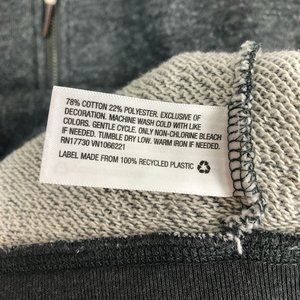 78% COTTON 22% POLYESTER. EXCLUSIVE OF
DECORATION. MACHINE WASH COLD WITH LIKE
COLORS. GENTLE CYCLE. ONLY NON-CHLORINE BLEACH
IF NEEDED. TUMBLE DRY LOW. WARM IRON IF NEEDED.
RN17730 VN1066221
LABEL MADE FROM 100% RECYCLED PLASTIC